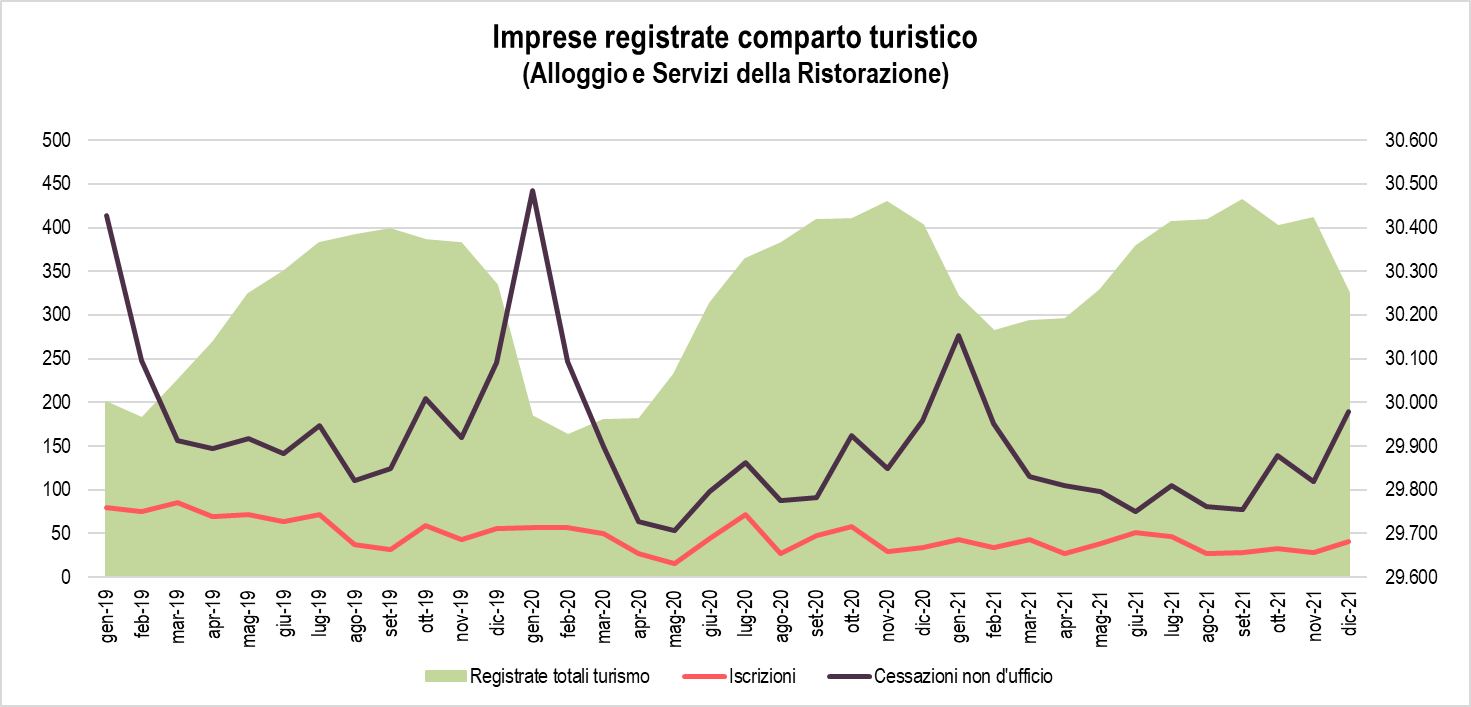 Imprese registrate comparto turistico
(Alloggio e Servizi della Ristorazione)
500 30.600
450 30.500
400 30.400
350 30.300
300 30.200
250 30.100
200 30.000
150 29.900
100 29.800
50 29.700
0 29.600
gen-19 feb-19 mar-19 apr-19 mag-19 giu-19 lug-19 ago-19 set-19 ott-19 nov-19 dic-19 gen-20 feb-20 mar-20 apr-20 mag-20 giu-20 lug-20 ago-20 set-20 ott-20 nov-20 dic-20 gen-21 feb-21 mar-21 apr-21 mag-21 giu-21 lug-21 ago-21 set-21 ott-21 nov-21 dic-21
Registrate totali turismo Iscrizioni Cessazioni non d'ufficio